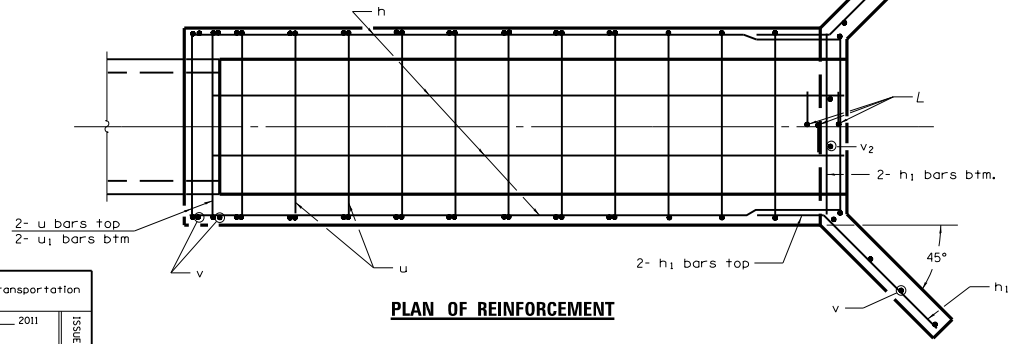 h
L
v₂
2- h₁ bars btm.
2- u bars top
2- u₁ bars btm
v
u
2- h₁ bars top
45°
h₁
v
PLAN OF REINFORCEMENT
ransportation
2011
ISSUE